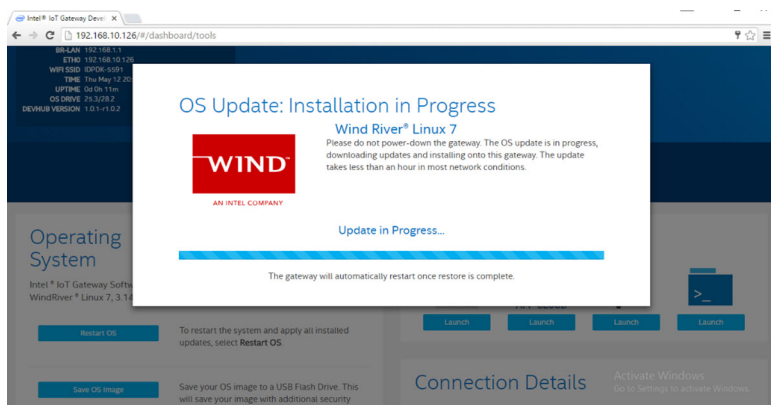 Intel® IoT Gateway Devel
192.168.10.126/#/dashboard/tools
BR-LAN 192.168.1.1
ETH0 192.168.10.126
WIFI SSID IDPDK-5591
TIME Thu May 12 20:
UPTIME 0d 0h 11m
OS DRIVE 25.3/28.2
DEVHUB VERSION 1.0.1-r1.0.2
OS Update: Installation in Progress
Wind River® Linux 7
WIND
AN INTEL COMPANY
Please do not power-down the gateway. The OS update is in progress,
downloading updates and installing onto this gateway. The update
takes less than an hour in most network conditions.
Update in Progress...
The gateway will automatically restart once restore is complete.
Operating
System
Intel® IoT Gateway Softw
WindRiver® Linux 7, 3.14
Restart OS
To restart the system and apply all installed
updates, select Restart OS.
Save OS Image
Save your OS image to a USB Flash Drive. This
will save your image with additional security
>_
Launch
Launch
Launch
Launch
Connection Details
Activate Windows
Go to Settings to activate Windows.